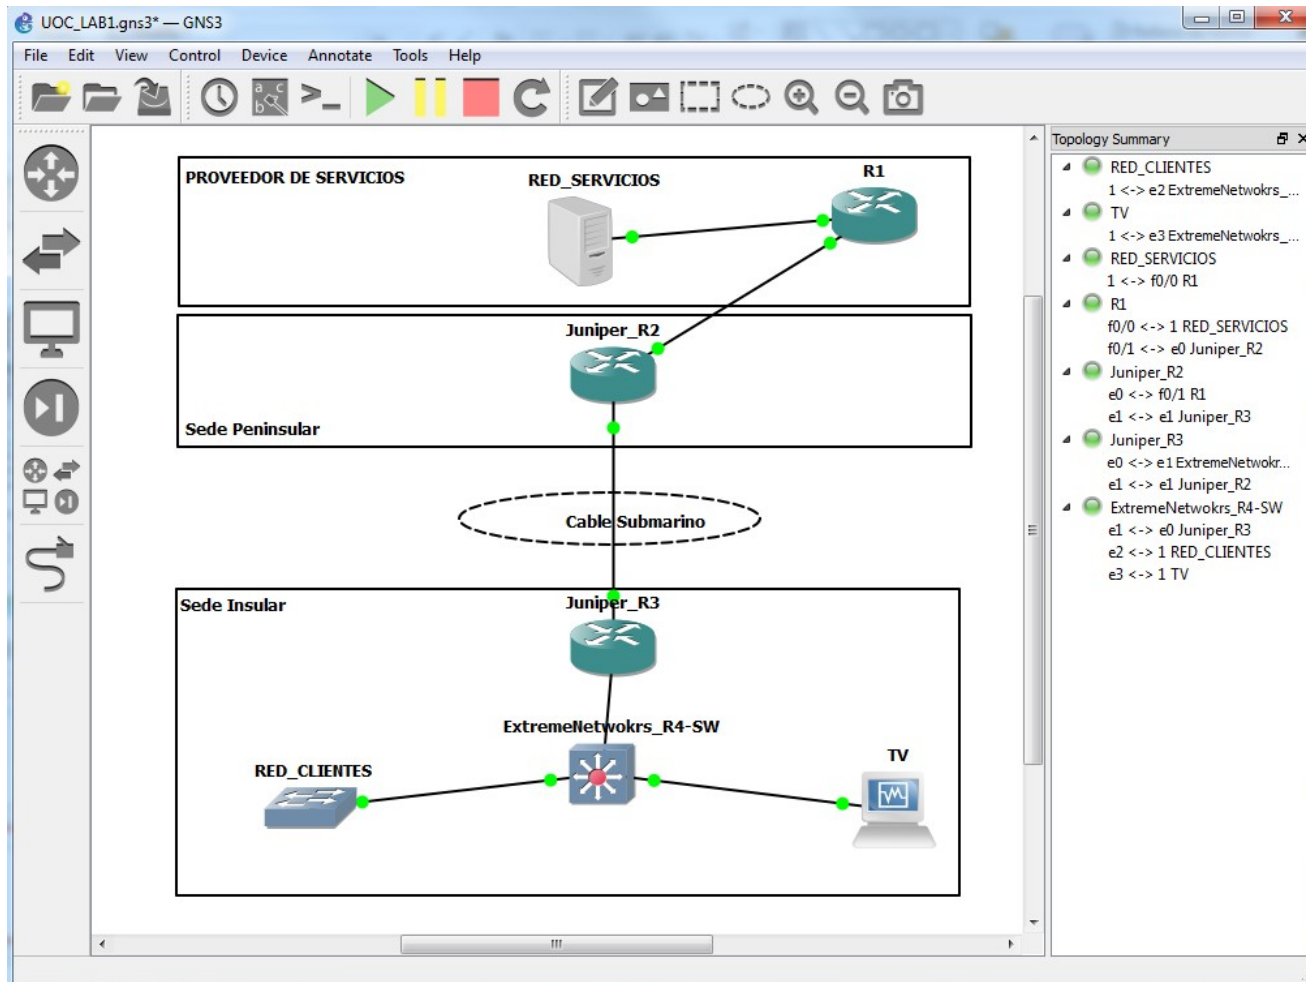 UOC_LAB1.gns3* — GNS3
File Edit View Control Device Annotate Tools Help
PROVEEDOR DE SERVICIOS
RED_SERVICIOS
R1
Juniper_R2
Sede Peninsular
Cable Submarino
Sede Insular
Juniper_R3
ExtremeNetwokrs_R4-SW
RED_CLIENTES
TV
Topology Summary
RED_CLIENTES
1 <-> e2 ExtremeNetwokrs_...
TV
1 <-> e3 ExtremeNetwokrs_...
RED_SERVICIOS
1 <-> f0/0 R1
R1
f0/0 <-> 1 RED_SERVICIOS
f0/1 <-> e0 Juniper_R2
Juniper_R2
e0 <-> f0/1 R1
e1 <-> e1 Juniper_R3
Juniper_R3
e0 <-> e1 ExtremeNetwokr...
e1 <-> e1 Juniper_R2
ExtremeNetwokrs_R4-SW
e1 <-> e0 Juniper_R3
e2 <-> 1 RED_CLIENTES
e3 <-> 1 TV